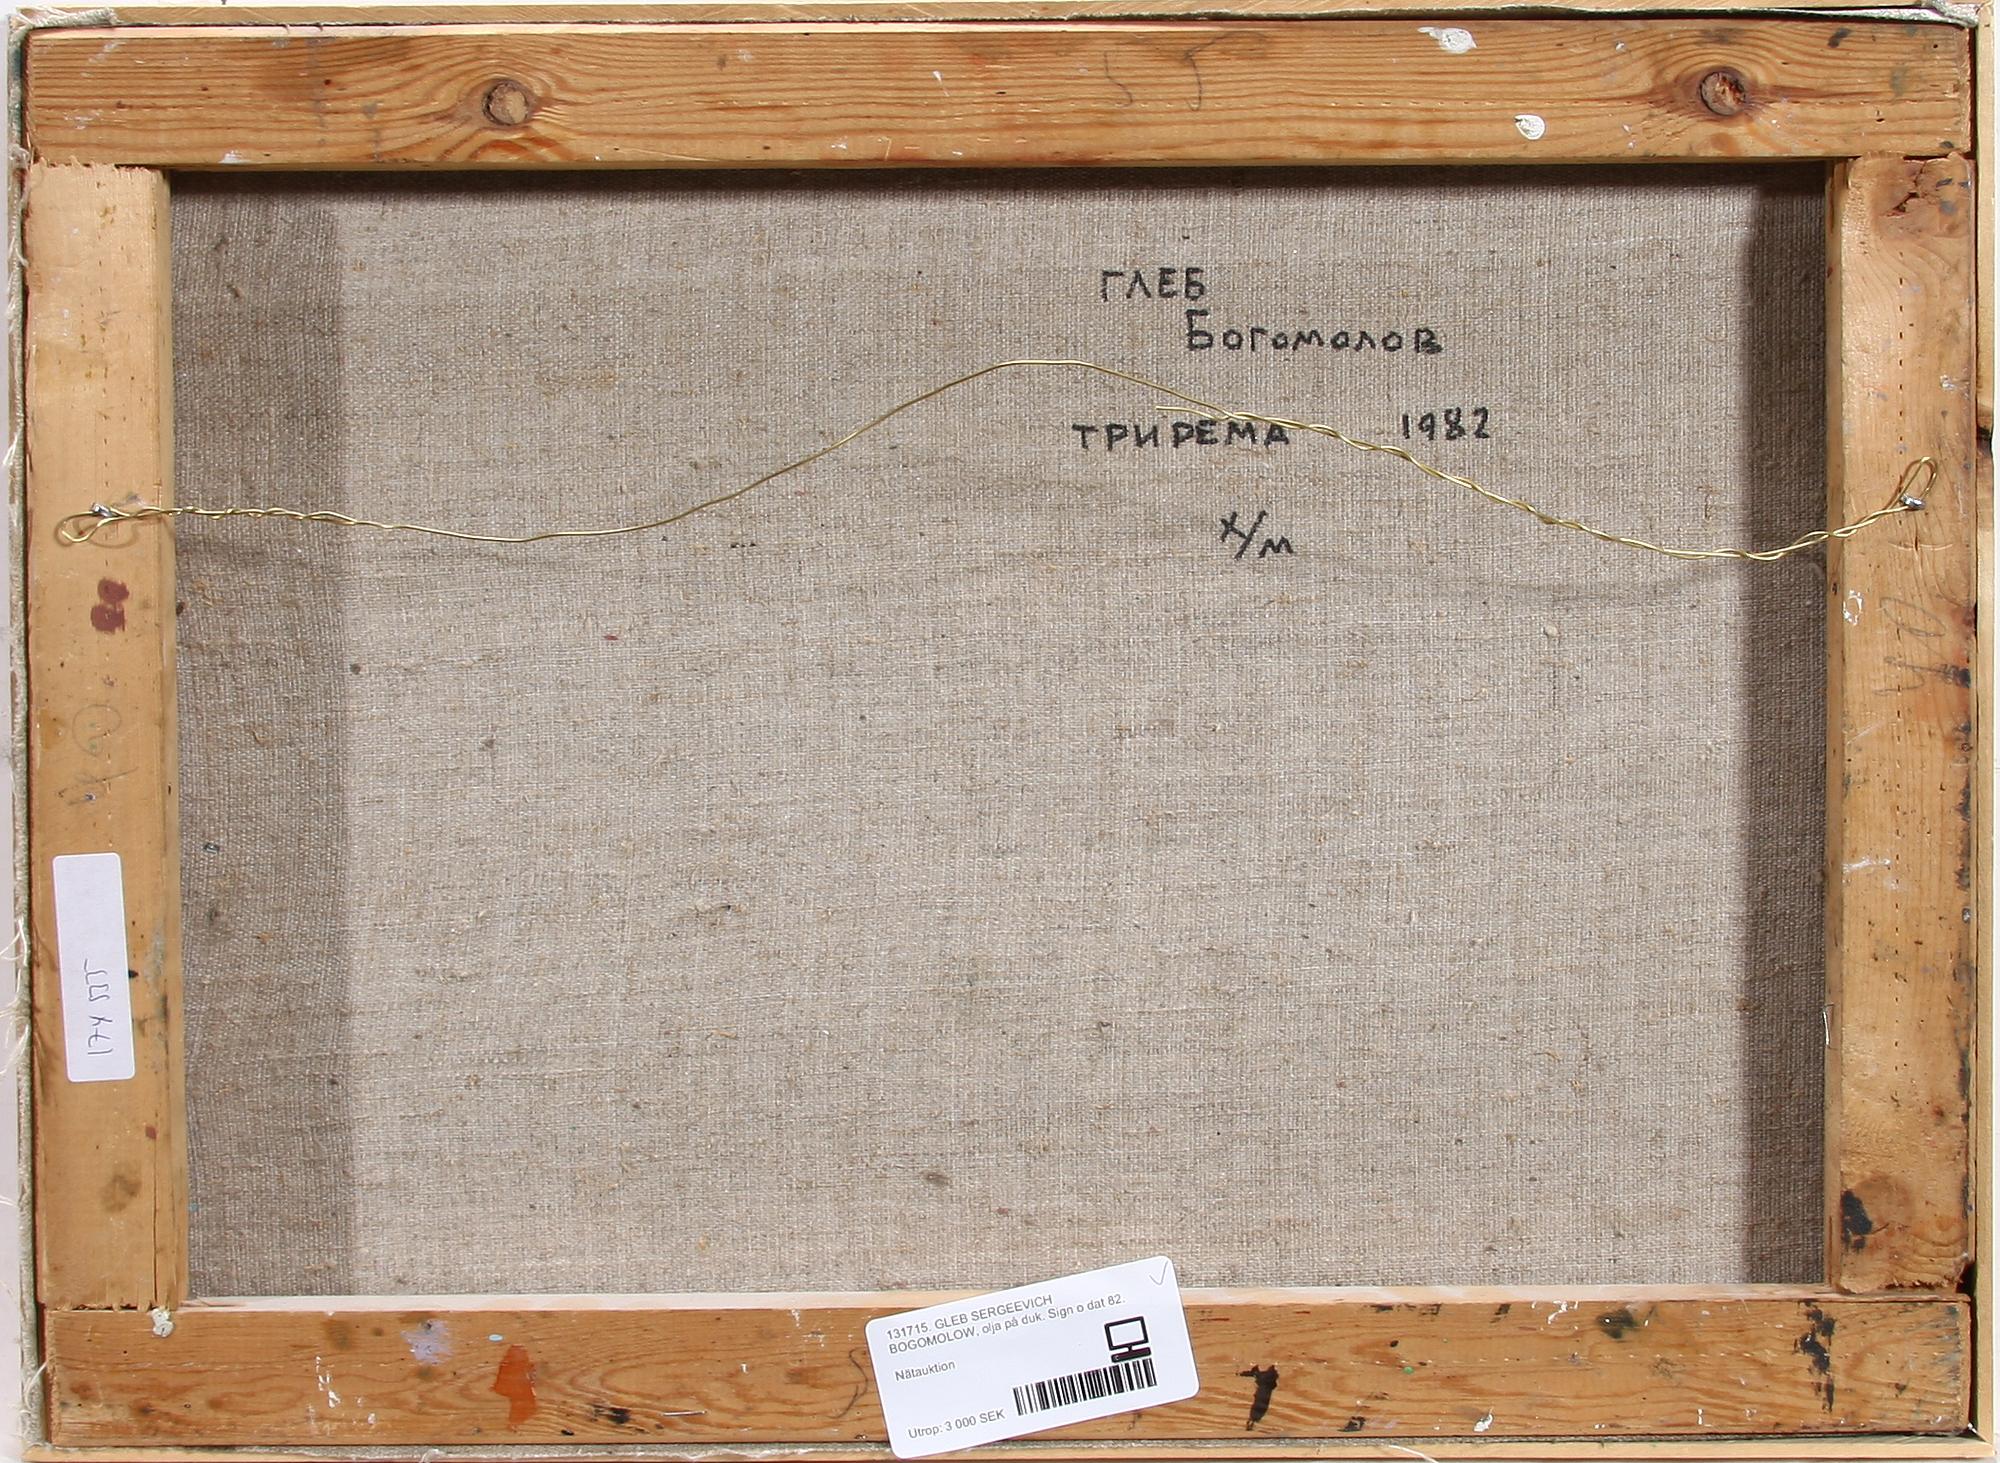 ГЛЕБ
Богомолов
ТРИРЕМА 1982
х/м
131715. GLEB SERGEEVICH
BOGOMOLOW, olja på duk. Sign o dat 82.
Nätauktion
Utrop: 3 000 SEK